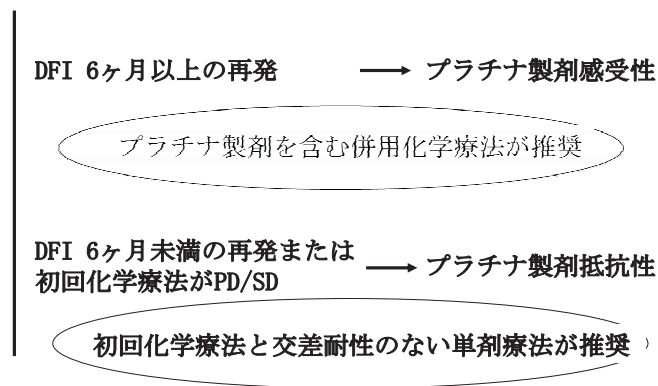 DFI 6ヶ月以上の再発 → プラチナ製剤感受性
プラチナ製剤を含む併用化学療法が推奨
DFI 6ヶ月未満の再発または
初回化学療法がPD/SD → プラチナ製剤抵抗性
初回化学療法と交差耐性のない単剤療法が推奨